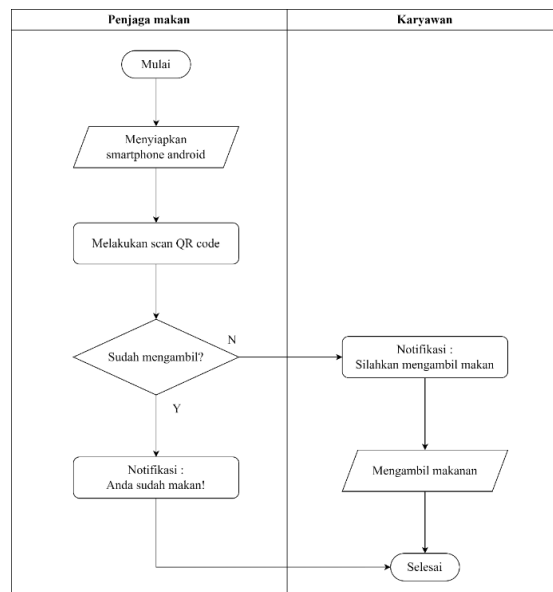 Penjaga makan
Karyawan
Mulai
Menyiapkan
smartphone android
Melakukan scan QR code
Sudah mengambil?
N
Notifikasi :
Silahkan mengambil makan
Y
Notifikasi :
Anda sudah makan!
Mengambil makanan
Selesai